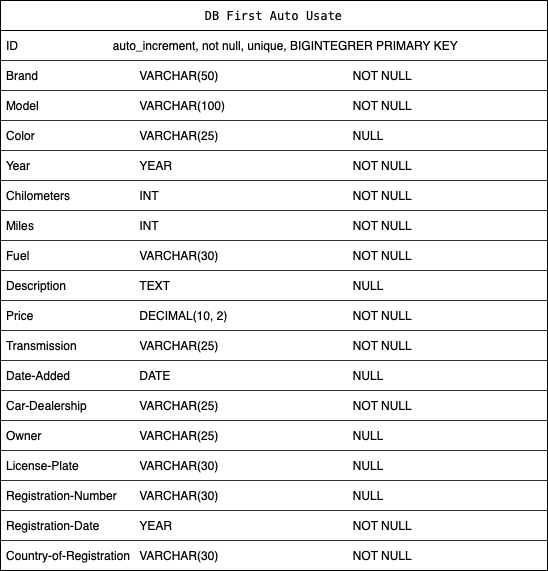 DB First Auto Usate
ID auto_increment, not null, unique, BIGINTEGRER PRIMARY KEY
Brand VARCHAR(50) NOT NULL
Model VARCHAR(100) NOT NULL
Color VARCHAR(25) NULL
Year YEAR NOT NULL
Chilometers INT NOT NULL
Miles INT NOT NULL
Fuel VARCHAR(30) NOT NULL
Description TEXT NULL
Price DECIMAL(10, 2) NOT NULL
Transmission VARCHAR(25) NOT NULL
Date-Added DATE NULL
Car-Dealership VARCHAR(25) NOT NULL
Owner VARCHAR(25) NULL
License-Plate VARCHAR(30) NULL
Registration-Number VARCHAR(30) NULL
Registration-Date YEAR NOT NULL
Country-of-Registration VARCHAR(30) NOT NULL